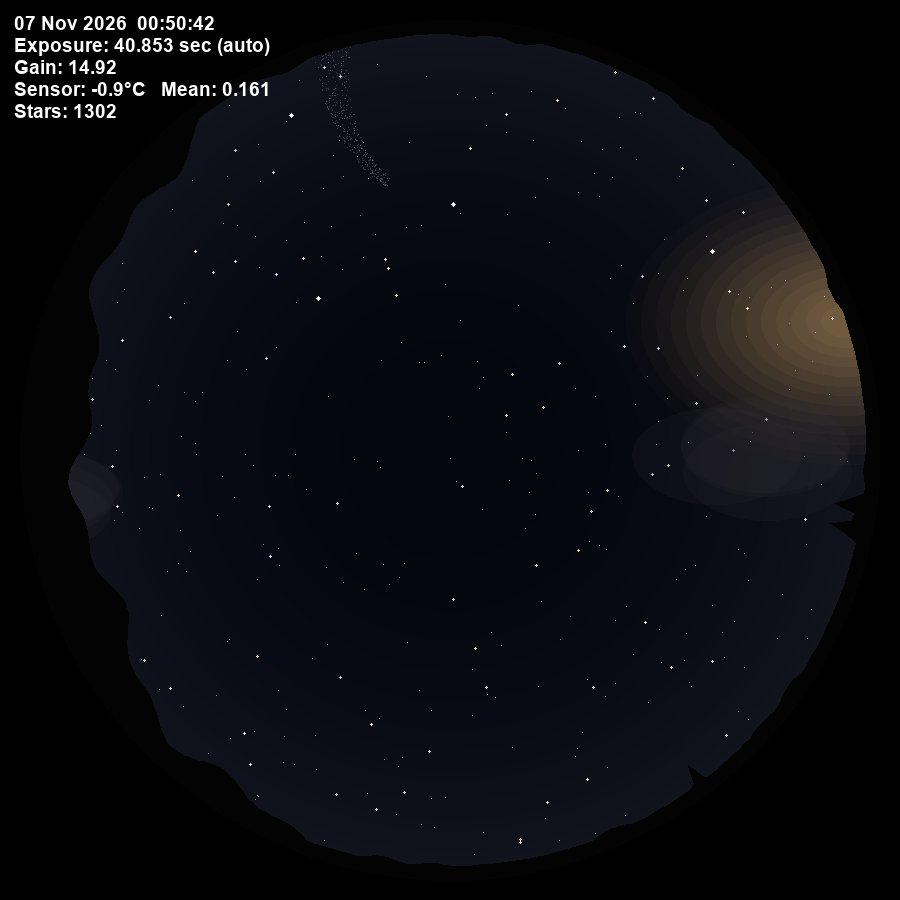 07 Nov 2026  00:50:42
Exposure: 40.853 sec (auto)
Gain: 14.92
Sensor: -0.9°C   Mean: 0.161
Stars: 1302